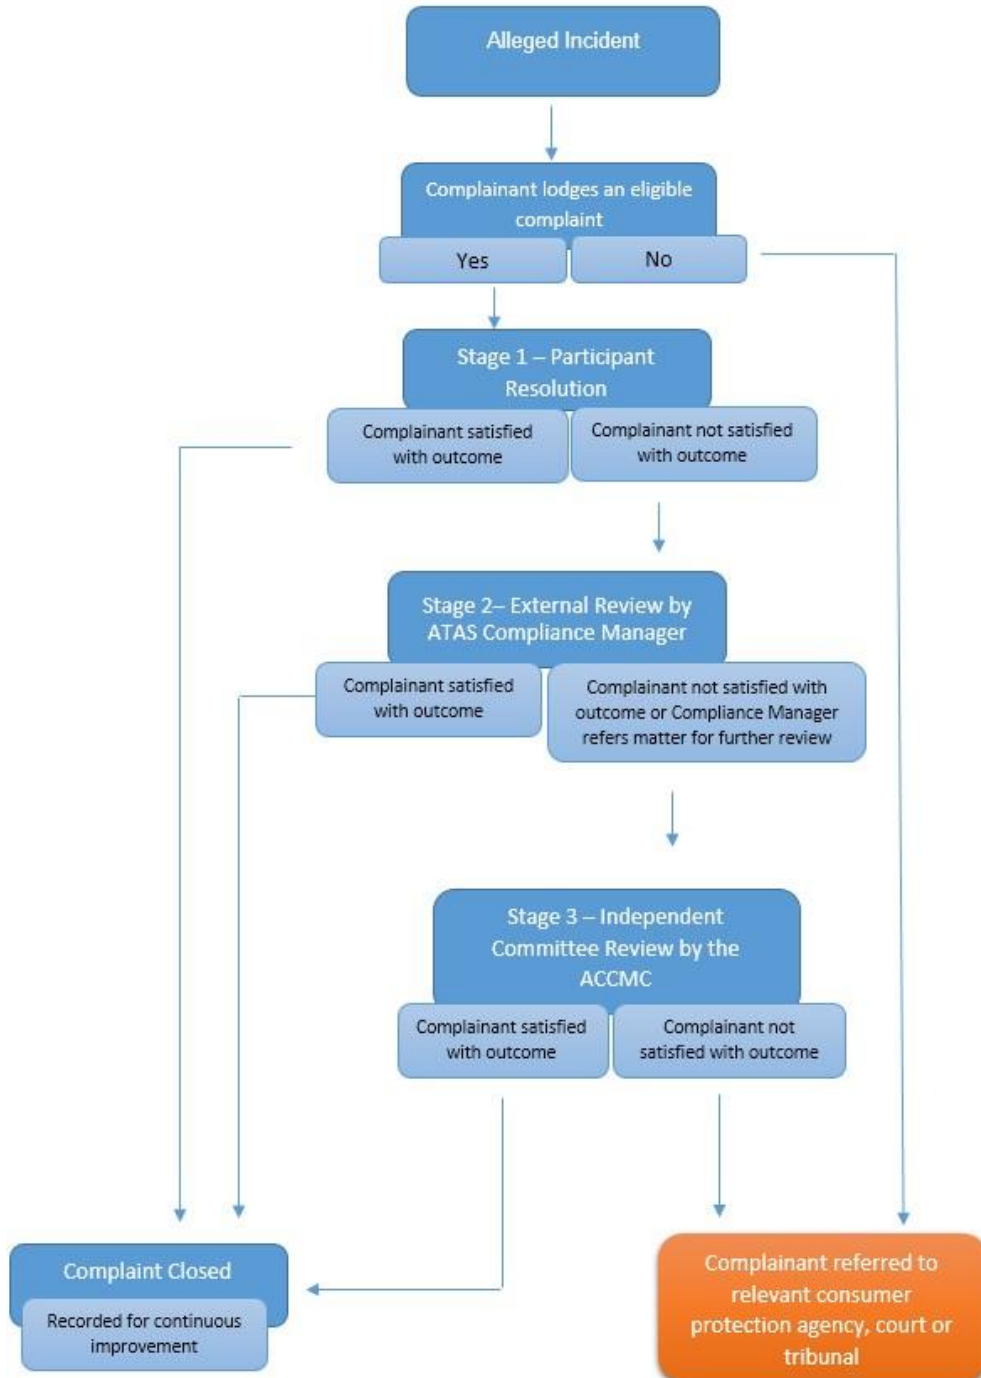 Alleged Incident
Complainant lodges an eligible
complaint
Yes
No
Stage 1 – Participant
Resolution
Complainant satisfied
with outcome
Complainant not satisfied
with outcome
Stage 2– External Review by
ATAS Compliance Manager
Complainant satisfied
with outcome
Complainant not satisfied with
outcome or Compliance Manager
refers matter for further review
Stage 3 – Independent
Committee Review by the
ACCMC
Complainant satisfied
with outcome
Complainant not
satisfied with outcome
Complaint Closed
Recorded for continuous
improvement
Complainant referred to
relevant consumer
protection agency, court or
tribunal